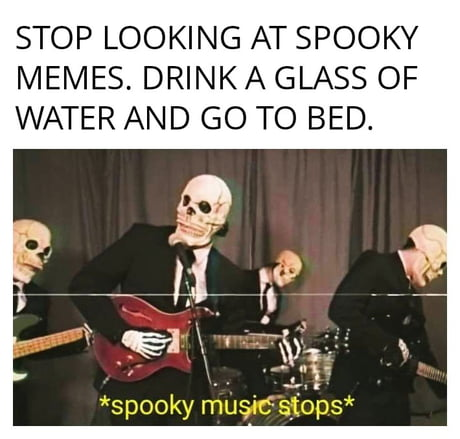 STOP LOOKING AT SPOOKY
MEMES. DRINK A GLASS OF
WATER AND GO TO BED.
*spooky music stops*